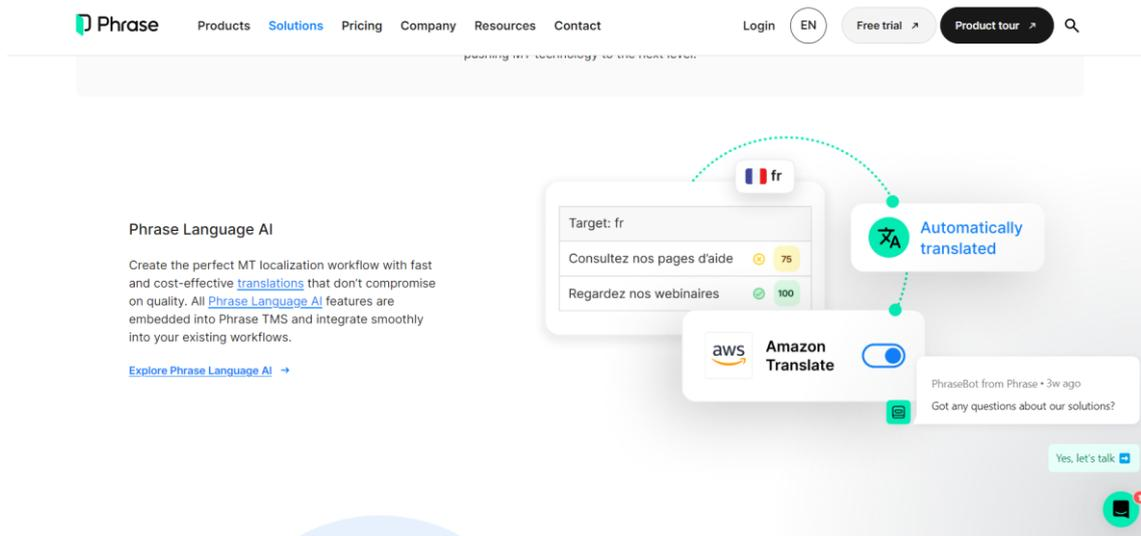 Phrase
Products Solutions Pricing Company Resources Contact
Login EN Free trial ↗ Product tour ↗
pushing MT technology to the next level.
Phrase Language AI
Create the perfect MT localization workflow with fast
and cost-effective translations that don't compromise
on quality. All Phrase Language AI features are
embedded into Phrase TMS and integrate smoothly
into your existing workflows.
Explore Phrase Language AI →
fr
Target: fr
Consultez nos pages d'aide 75
Regardez nos webinaires 100
Automatically
translated
aws
Amazon
Translate
PhraseBot from Phrase • 3w ago
Got any questions about our solutions?
Yes, let's talk ➡